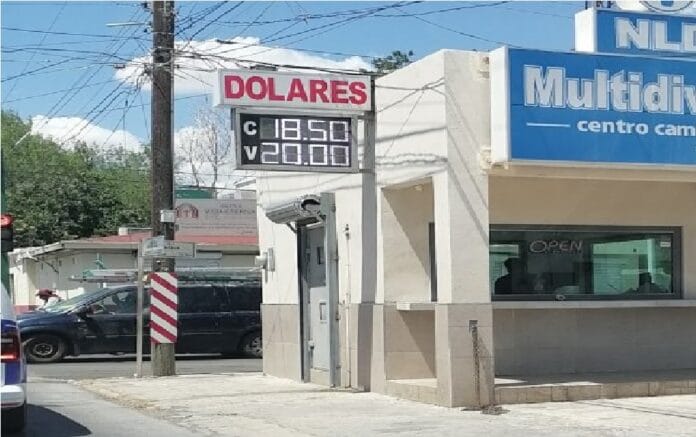 DOLARES
C 18.50
V 20.00
NLD
Multidiv
centro cam
OPEN